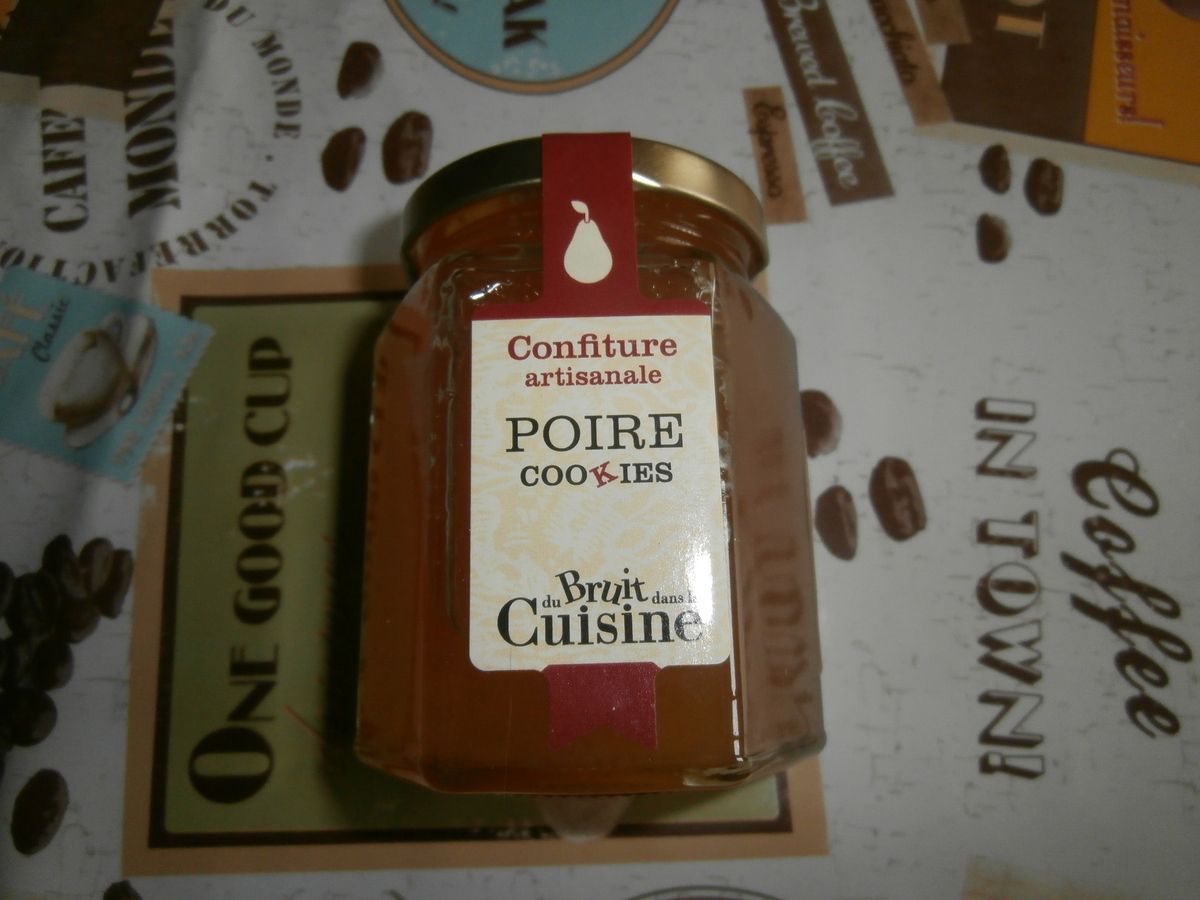 Confiture
artisanale
POIRE
COOKIES
du Bruit dans la
Cuisine
CAFE
MONDE
DU MONDE
TORREFACTION
Classic
ONE GOOD CUP
AK
Brewed coffee
Espresso
IN TOWN!
Coffee